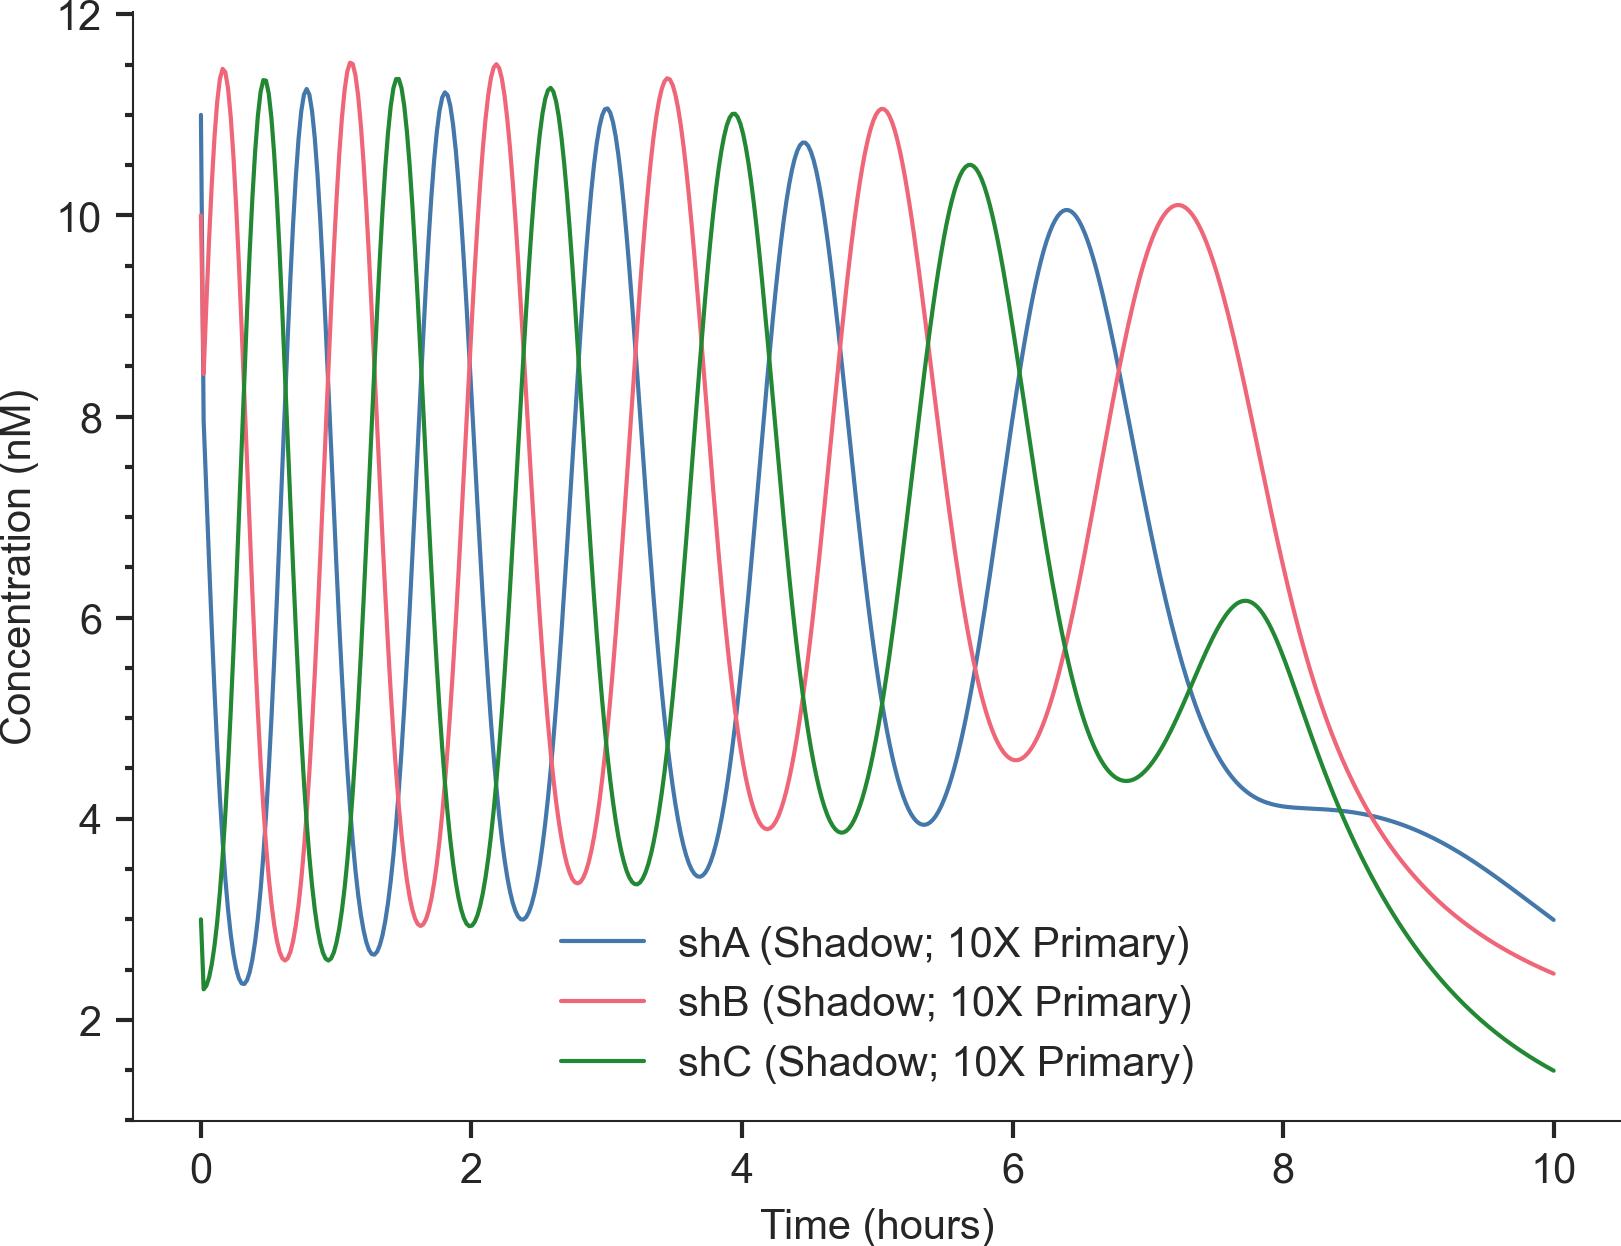 12
10
8
6
4
2
Concentration (nM)
shA (Shadow; 10X Primary)
shB (Shadow; 10X Primary)
shC (Shadow; 10X Primary)
0 2 4 6 8 10
Time (hours)